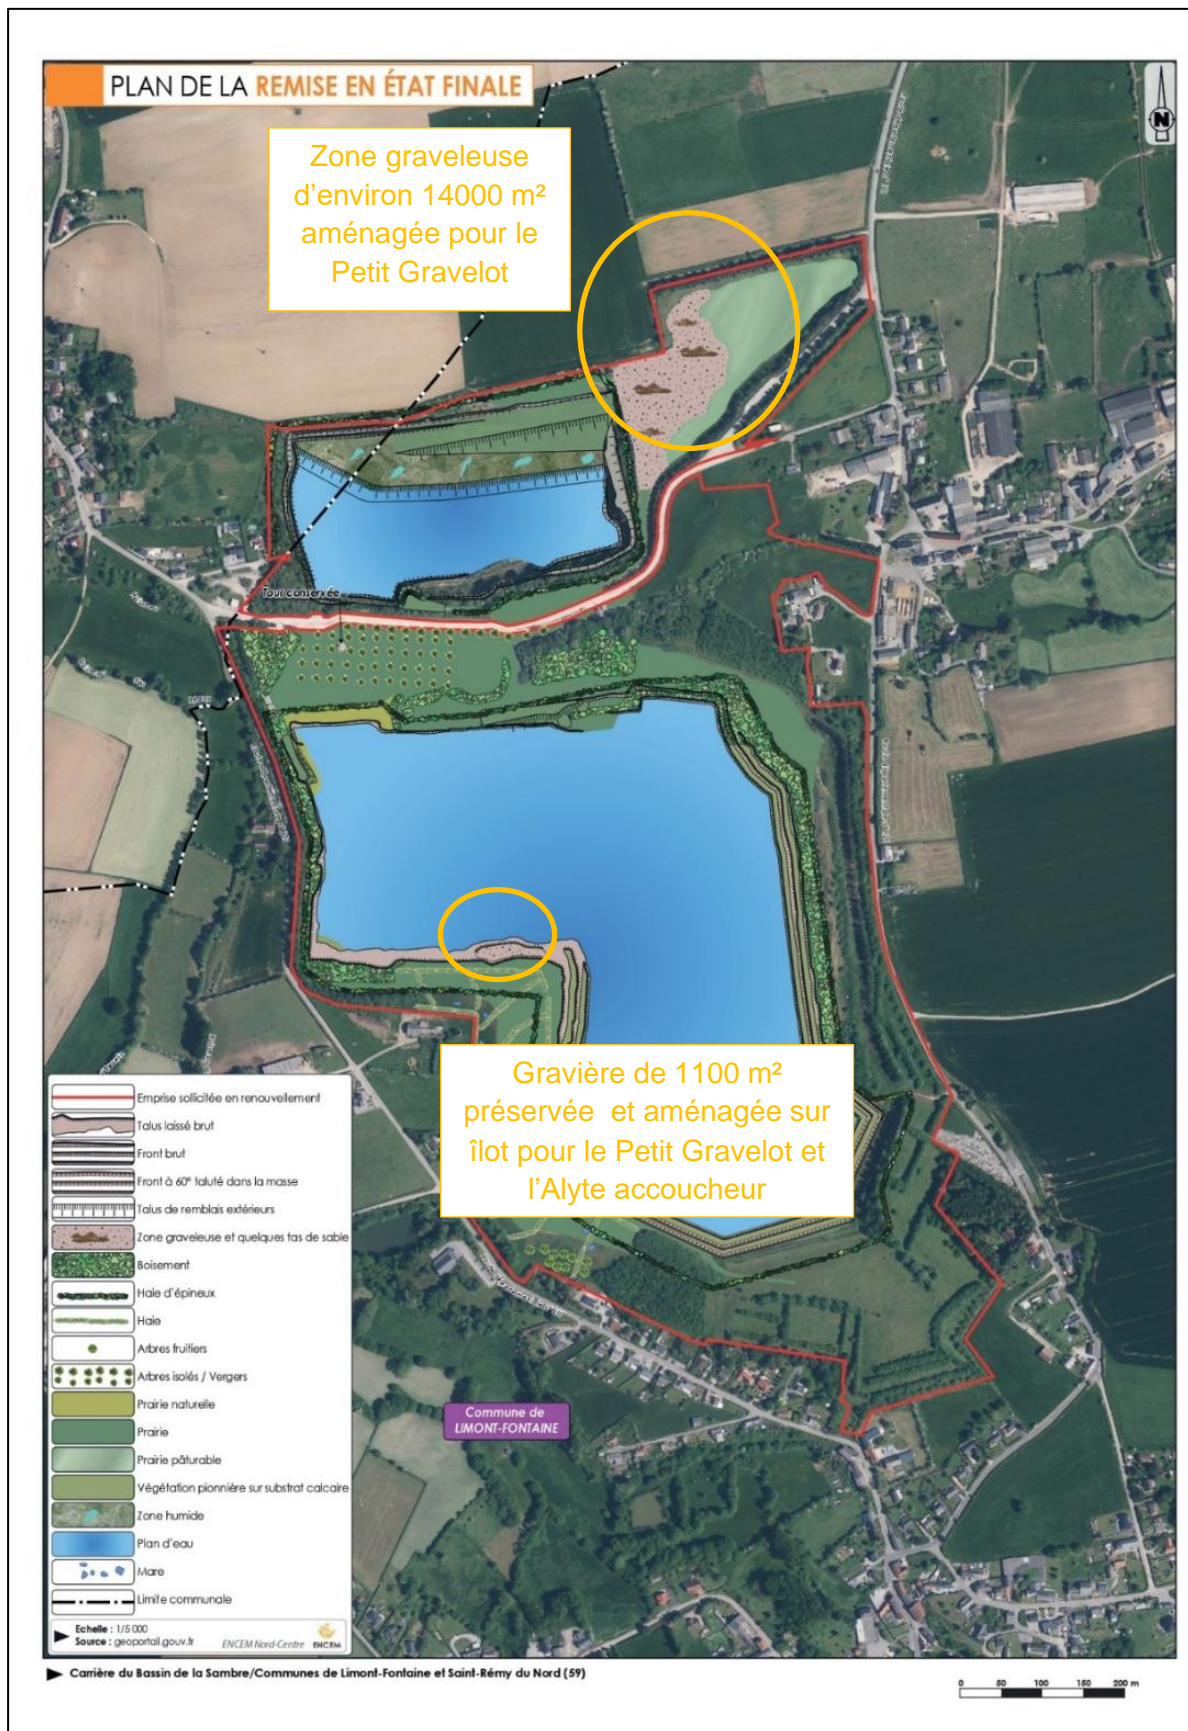 PLAN DE LA REMISE EN ÉTAT FINALE
N
Zone graveleuse
d'environ 14000 m²
aménagée pour le
Petit Gravelot
Tour conservée
Gravière de 1100 m²
préservée et aménagée sur
îlot pour le Petit Gravelot et
l'Alyte accoucheur
Emprise sollicitée en renouvellement
Talus laissé brut
Front brut
Front à 60° taluté dans la masse
Talus de remblais extérieurs
Zone graveleuse et quelques tas de sable
Boisement
Haie d'épineux
Haie
Arbres fruitiers
Arbres isolés / Vergers
Prairie naturelle
Prairie
Prairie pâturable
Végétation pionnière sur substrat calcaire
Zone humide
Plan d'eau
Mare
Limite communale
Echelle : 1/5 000
Source : geoportail.gouv.fr
ENCEM Nord-Centre
ENCEM
Commune de
LIMONT-FONTAINE
Carrière du Bassin de la Sambre/Communes de Limont-Fontaine et Saint-Rémy du Nord (59)
0 50 100 150 200 m